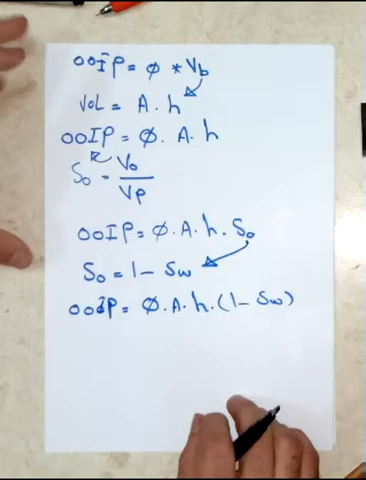 OOIP = Ø * Vb
VOL = A . h
OOIP = Ø . A . h
So = Vo / Vp
OOIP = Ø . A . h . So
So = 1 - Sw
OOIP = Ø . A . h . (1 - Sw)